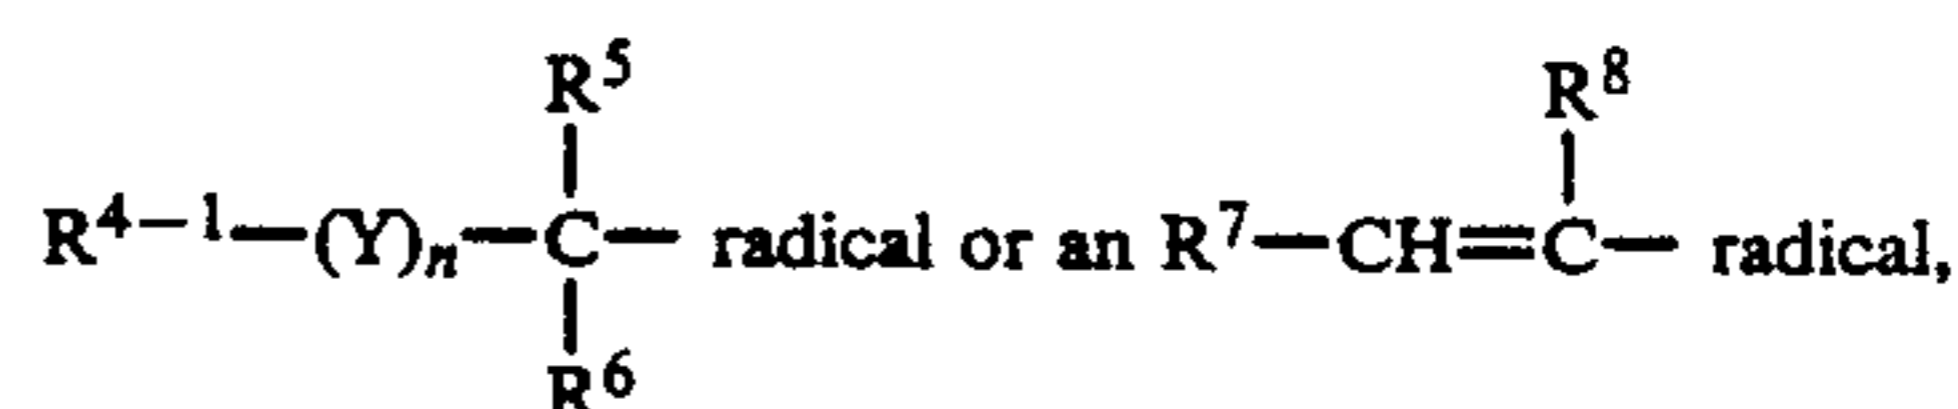 R⁵ R⁸
R⁴⁻¹—(Y)ₙ—C— radical or an R⁷—CH=C— radical,
R⁶